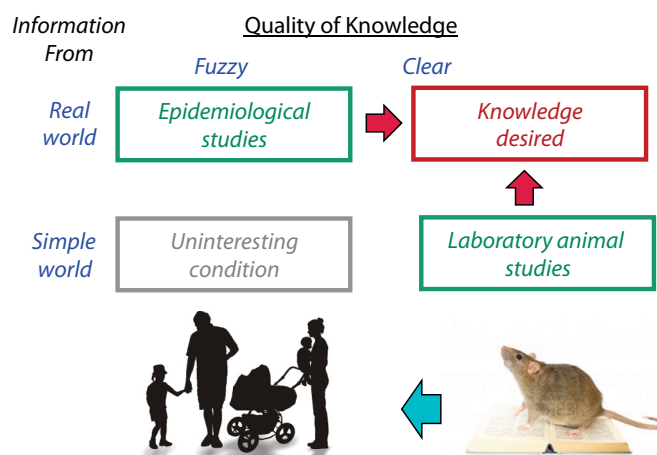 Information
From
Quality of Knowledge
Fuzzy
Clear
Real
world
Epidemiological
studies
Knowledge
desired
Simple
world
Uninteresting
condition
Laboratory animal
studies